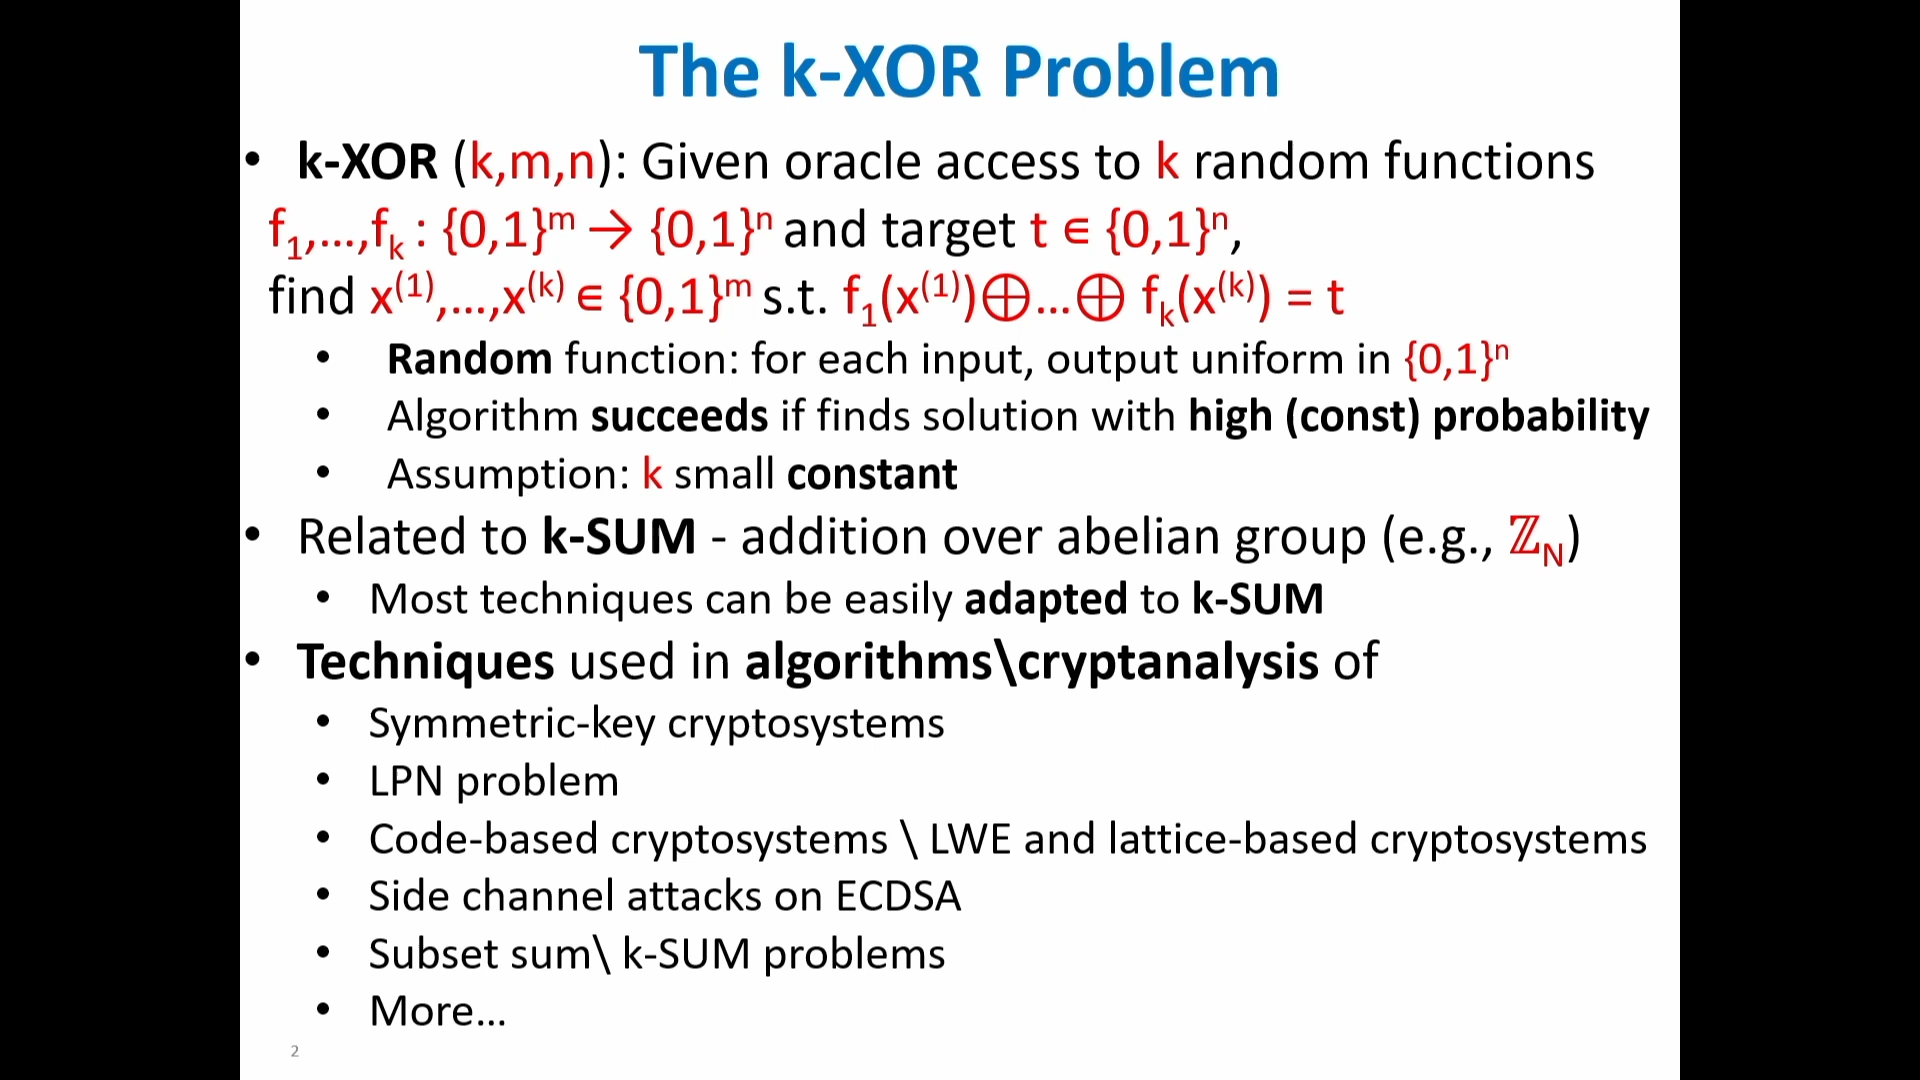 The k-XOR Problem
• k-XOR (k,m,n): Given oracle access to k random functions
f₁,...,fₖ : {0,1}ᵐ → {0,1}ⁿ and target t ∈ {0,1}ⁿ,
find x⁽¹⁾,...,x⁽ᵏ⁾ ∈ {0,1}ᵐ s.t. f₁(x⁽¹⁾)⊕...⊕ fₖ(x⁽ᵏ⁾) = t
• Random function: for each input, output uniform in {0,1}ⁿ
• Algorithm succeeds if finds solution with high (const) probability
• Assumption: k small constant
• Related to k-SUM - addition over abelian group (e.g., ℤ_N)
• Most techniques can be easily adapted to k-SUM
• Techniques used in algorithms\cryptanalysis of
• Symmetric-key cryptosystems
• LPN problem
• Code-based cryptosystems \ LWE and lattice-based cryptosystems
• Side channel attacks on ECDSA
• Subset sum\ k-SUM problems
• More...
2